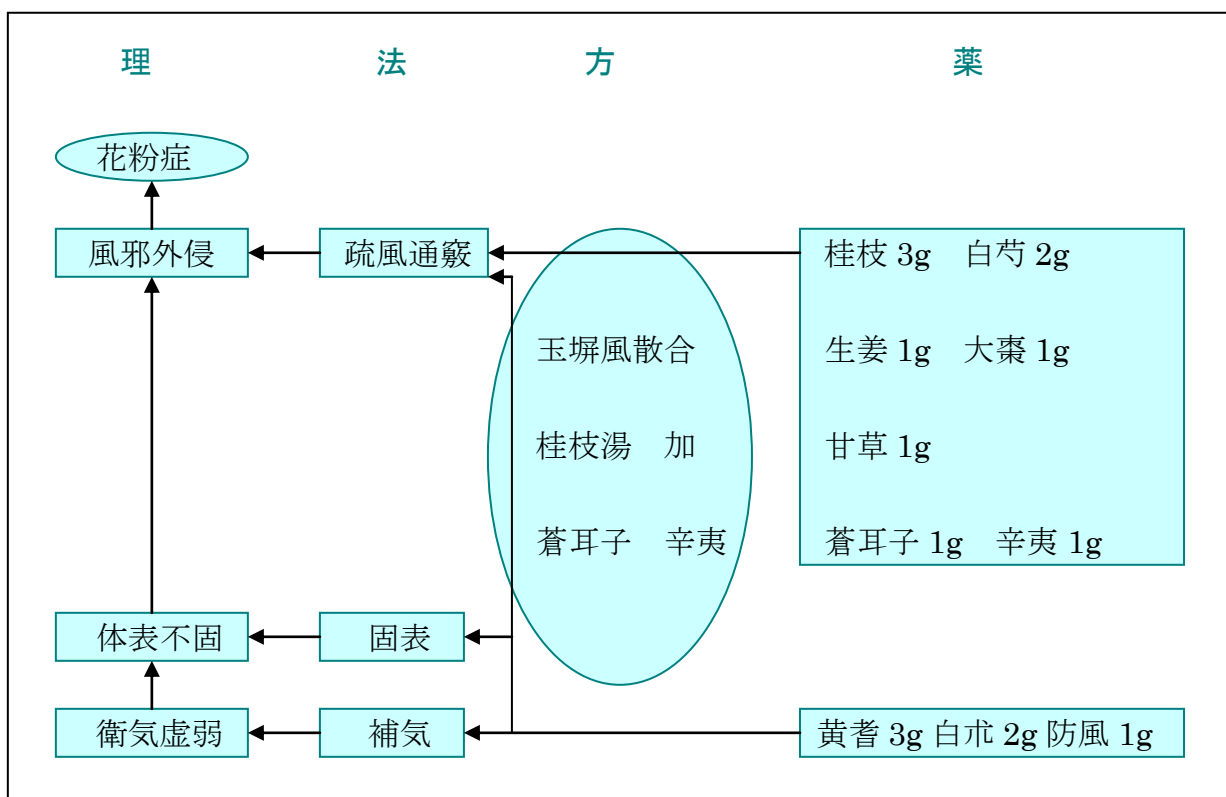 理 法 方 薬
花粉症
風邪外侵 疏風通竅 桂枝 3g 白芍 2g
玉塀風散合 生姜 1g 大棗 1g
桂枝湯 加 甘草 1g
蒼耳子 辛夷 蒼耳子 1g 辛夷 1g
体表不固 固表
衛気虚弱 補気 黄耆 3g 白朮 2g 防風 1g